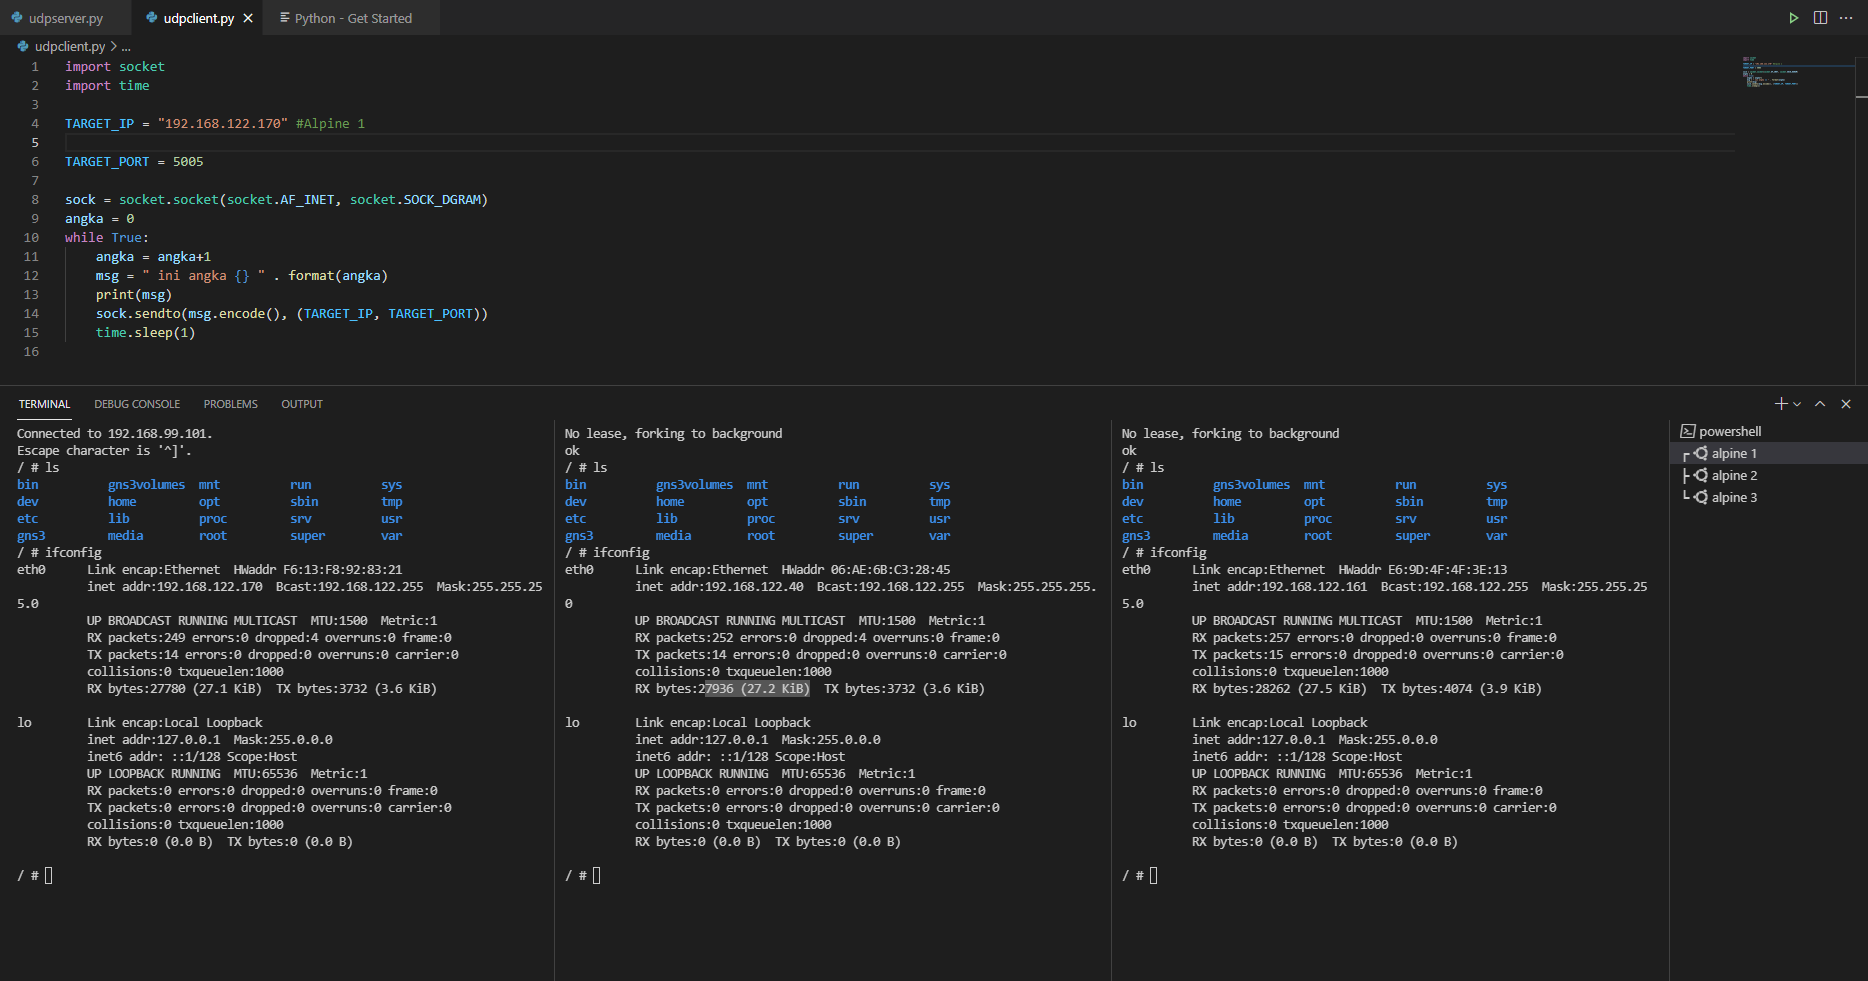 udpserver.py
udpclient.py
Python - Get Started
udpclient.py > ...
1 import socket
2 import time
3
4 TARGET_IP = "192.168.122.170" #Alpine 1
5
6 TARGET_PORT = 5005
7
8 sock = socket.socket(socket.AF_INET, socket.SOCK_DGRAM)
9 angka = 0
10 while True:
11 angka = angka+1
12 msg = " ini angka {} " . format(angka)
13 print(msg)
14 sock.sendto(msg.encode(), (TARGET_IP, TARGET_PORT))
15 time.sleep(1)
16
TERMINAL DEBUG CONSOLE PROBLEMS OUTPUT
Connected to 192.168.99.101.
Escape character is '^]'.
/ # ls
bin gns3volumes mnt run sys
dev home opt sbin tmp
etc lib proc srv usr
gns3 media root super var
/ # ifconfig
eth0 Link encap:Ethernet HWaddr F6:13:F8:92:83:21
inet addr:192.168.122.170 Bcast:192.168.122.255 Mask:255.255.25
5.0
UP BROADCAST RUNNING MULTICAST MTU:1500 Metric:1
RX packets:249 errors:0 dropped:4 overruns:0 frame:0
TX packets:14 errors:0 dropped:0 overruns:0 carrier:0
collisions:0 txqueuelen:1000
RX bytes:27780 (27.1 KiB) TX bytes:3732 (3.6 KiB)
lo Link encap:Local Loopback
inet addr:127.0.0.1 Mask:255.0.0.0
inet6 addr: ::1/128 Scope:Host
UP LOOPBACK RUNNING MTU:65536 Metric:1
RX packets:0 errors:0 dropped:0 overruns:0 frame:0
TX packets:0 errors:0 dropped:0 overruns:0 carrier:0
collisions:0 txqueuelen:1000
RX bytes:0 (0.0 B) TX bytes:0 (0.0 B)
/ #
No lease, forking to background
ok
/ # ls
bin gns3volumes mnt run sys
dev home opt sbin tmp
etc lib proc srv usr
gns3 media root super var
/ # ifconfig
eth0 Link encap:Ethernet HWaddr 06:AE:6B:C3:28:45
inet addr:192.168.122.40 Bcast:192.168.122.255 Mask:255.255.255.
0
UP BROADCAST RUNNING MULTICAST MTU:1500 Metric:1
RX packets:252 errors:0 dropped:4 overruns:0 frame:0
TX packets:14 errors:0 dropped:0 overruns:0 carrier:0
collisions:0 txqueuelen:1000
RX bytes:27936 (27.2 KiB) TX bytes:3732 (3.6 KiB)
lo Link encap:Local Loopback
inet addr:127.0.0.1 Mask:255.0.0.0
inet6 addr: ::1/128 Scope:Host
UP LOOPBACK RUNNING MTU:65536 Metric:1
RX packets:0 errors:0 dropped:0 overruns:0 frame:0
TX packets:0 errors:0 dropped:0 overruns:0 carrier:0
collisions:0 txqueuelen:1000
RX bytes:0 (0.0 B) TX bytes:0 (0.0 B)
/ #
No lease, forking to background
ok
/ # ls
bin gns3volumes mnt run sys
dev home opt sbin tmp
etc lib proc srv usr
gns3 media root super var
/ # ifconfig
eth0 Link encap:Ethernet HWaddr E6:9D:4F:4F:3E:13
inet addr:192.168.122.161 Bcast:192.168.122.255 Mask:255.255.25
5.0
UP BROADCAST RUNNING MULTICAST MTU:1500 Metric:1
RX packets:257 errors:0 dropped:0 overruns:0 frame:0
TX packets:15 errors:0 dropped:0 overruns:0 carrier:0
collisions:0 txqueuelen:1000
RX bytes:28262 (27.5 KiB) TX bytes:4074 (3.9 KiB)
lo Link encap:Local Loopback
inet addr:127.0.0.1 Mask:255.0.0.0
inet6 addr: ::1/128 Scope:Host
UP LOOPBACK RUNNING MTU:65536 Metric:1
RX packets:0 errors:0 dropped:0 overruns:0 frame:0
TX packets:0 errors:0 dropped:0 overruns:0 carrier:0
collisions:0 txqueuelen:1000
RX bytes:0 (0.0 B) TX bytes:0 (0.0 B)
/ #
powershell
alpine 1
alpine 2
alpine 3